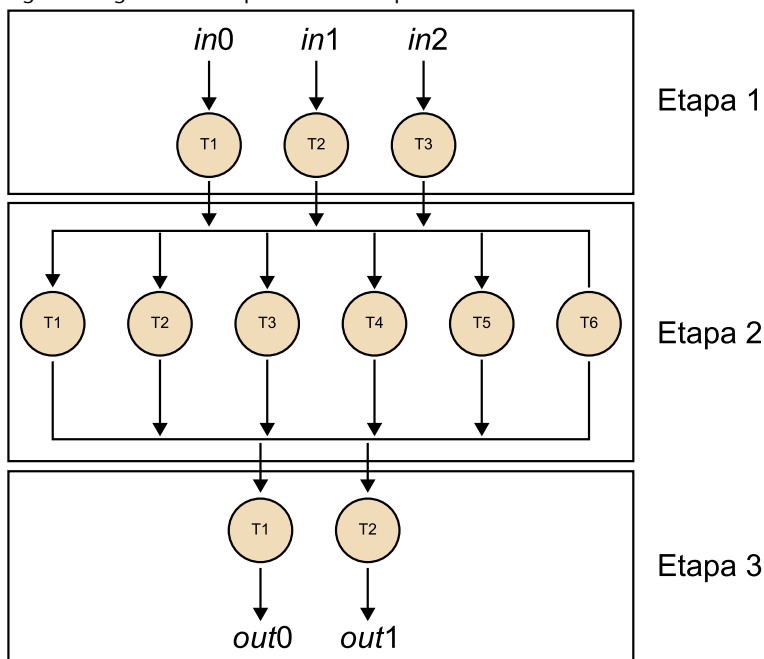 in0 in1 in2
T1 T2 T3
Etapa 1
T1 T2 T3 T4 T5 T6
Etapa 2
T1 T2
Etapa 3
out0 out1